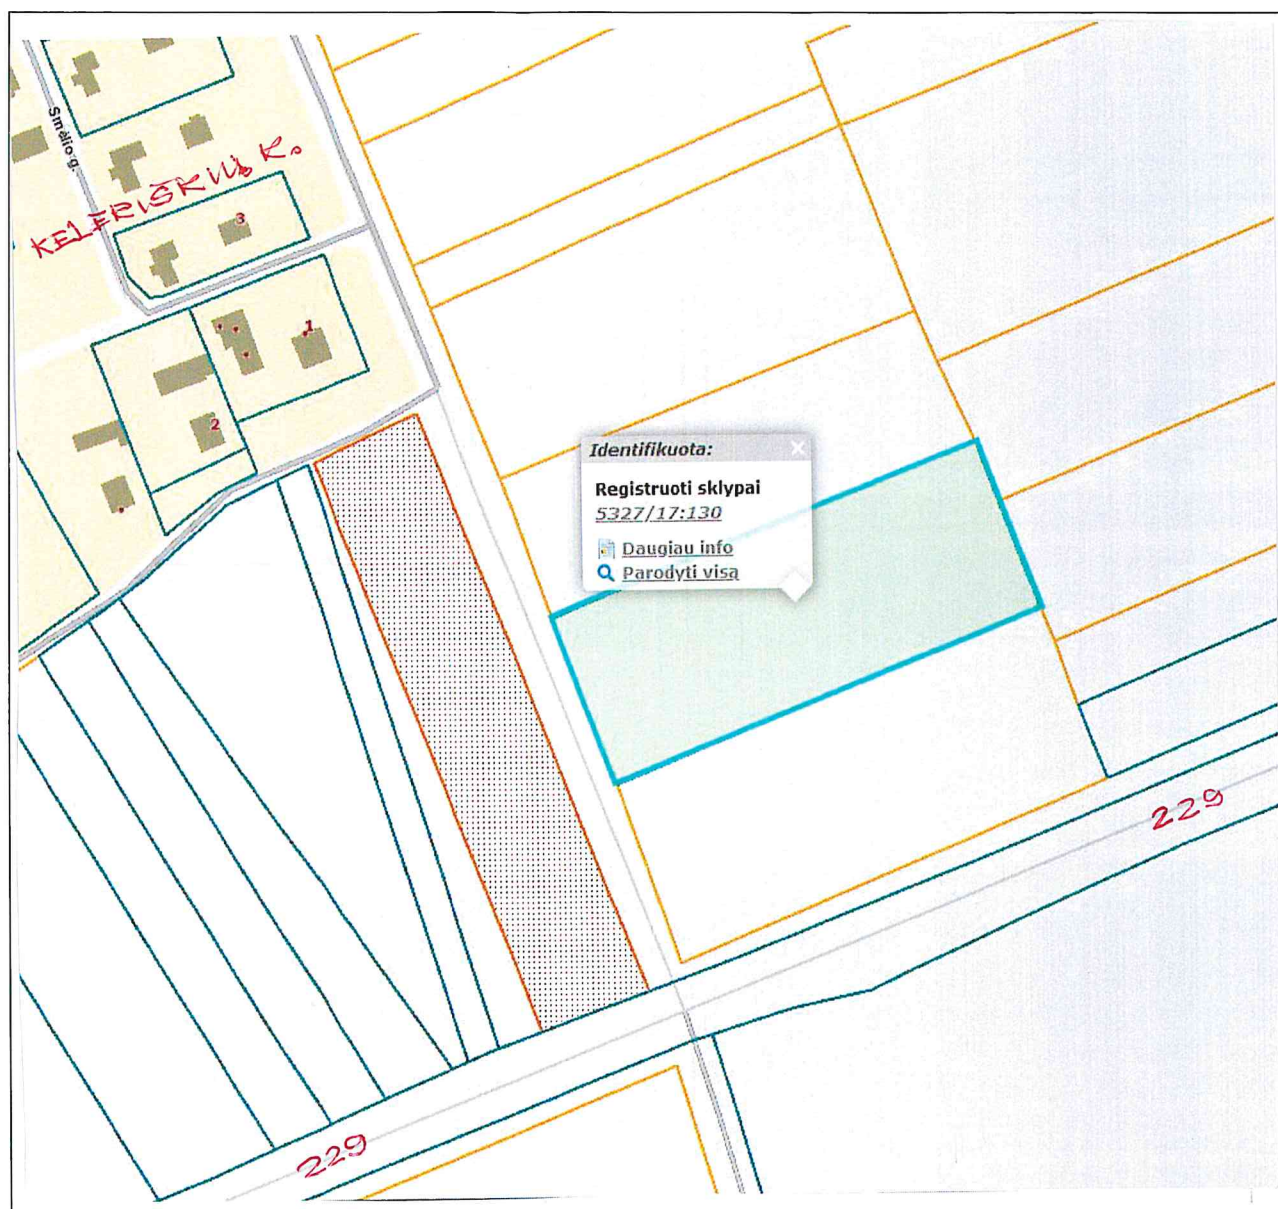 Smėlio g.
KELERIŠKIŲ K.
3
1
2
Identifikuota:
Registruoti sklypai
5327/17:130
Daugiau info
Parodyti visą
229
229